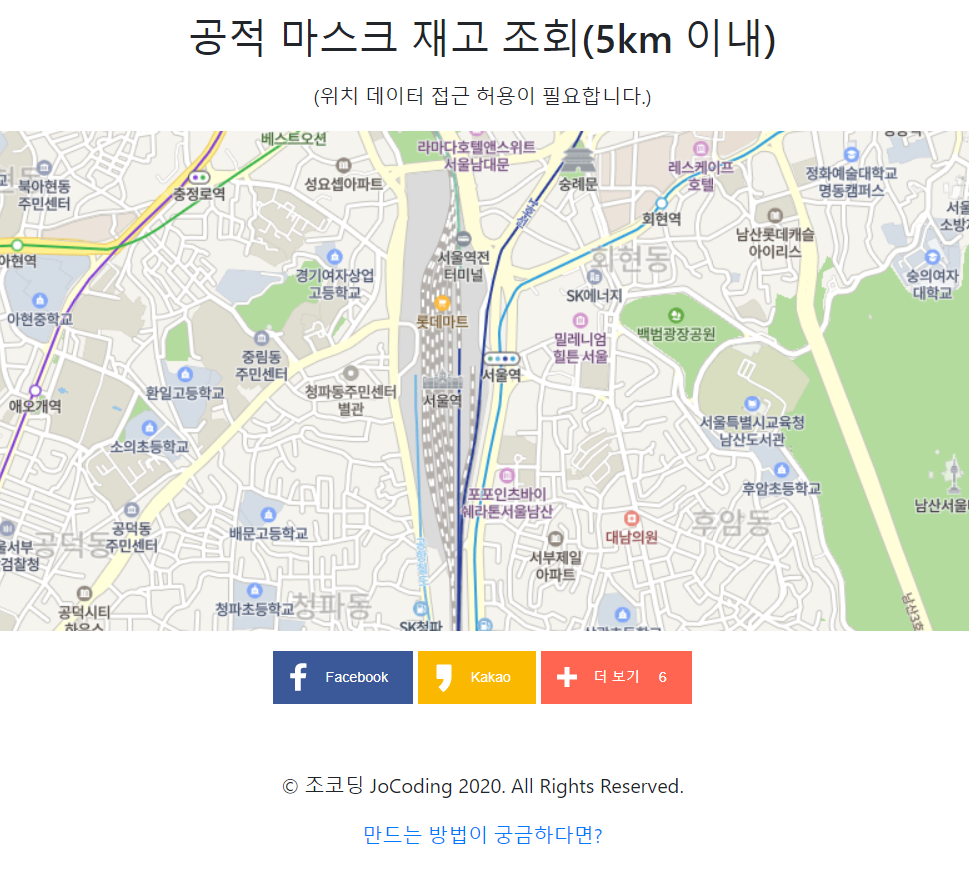 공적 마스크 재고 조회(5km 이내)
(위치 데이터 접근 허용이 필요합니다.)
베스트오션
라마다호텔앤스위트
서울남대문
숭례문
레스케이프
호텔
정화예술대학교
명동캠퍼스
북아현동
주민센터
충정로역
성요셉아파트
회현역
남산롯데캐슬
아이리스
아현역
서울역전
터미널
회현동
숭의여자
대학교
경기여자상업
고등학교
SK에너지
아현중학교
롯데마트
백범광장공원
밀레니엄
힐튼 서울
중림동
주민센터
서울역
환일고등학교
청파동주민센터
별관
서울역
애오개역
서울특별시교육청
남산도서관
소의초등학교
후암초등학교
포포인츠바이
쉐라톤서울남산
남산서울
공덕동
공덕동
주민센터
배문고등학교
대남의원
후암동
서부제일
아파트
검찰청
청파초등학교
청파동
공덕시티
하우스
SK청파
남산3호
삼광초등학교
Facebook
Kakao
더 보기 6
© 조코딩 JoCoding 2020. All Rights Reserved.
만드는 방법이 궁금하다면?